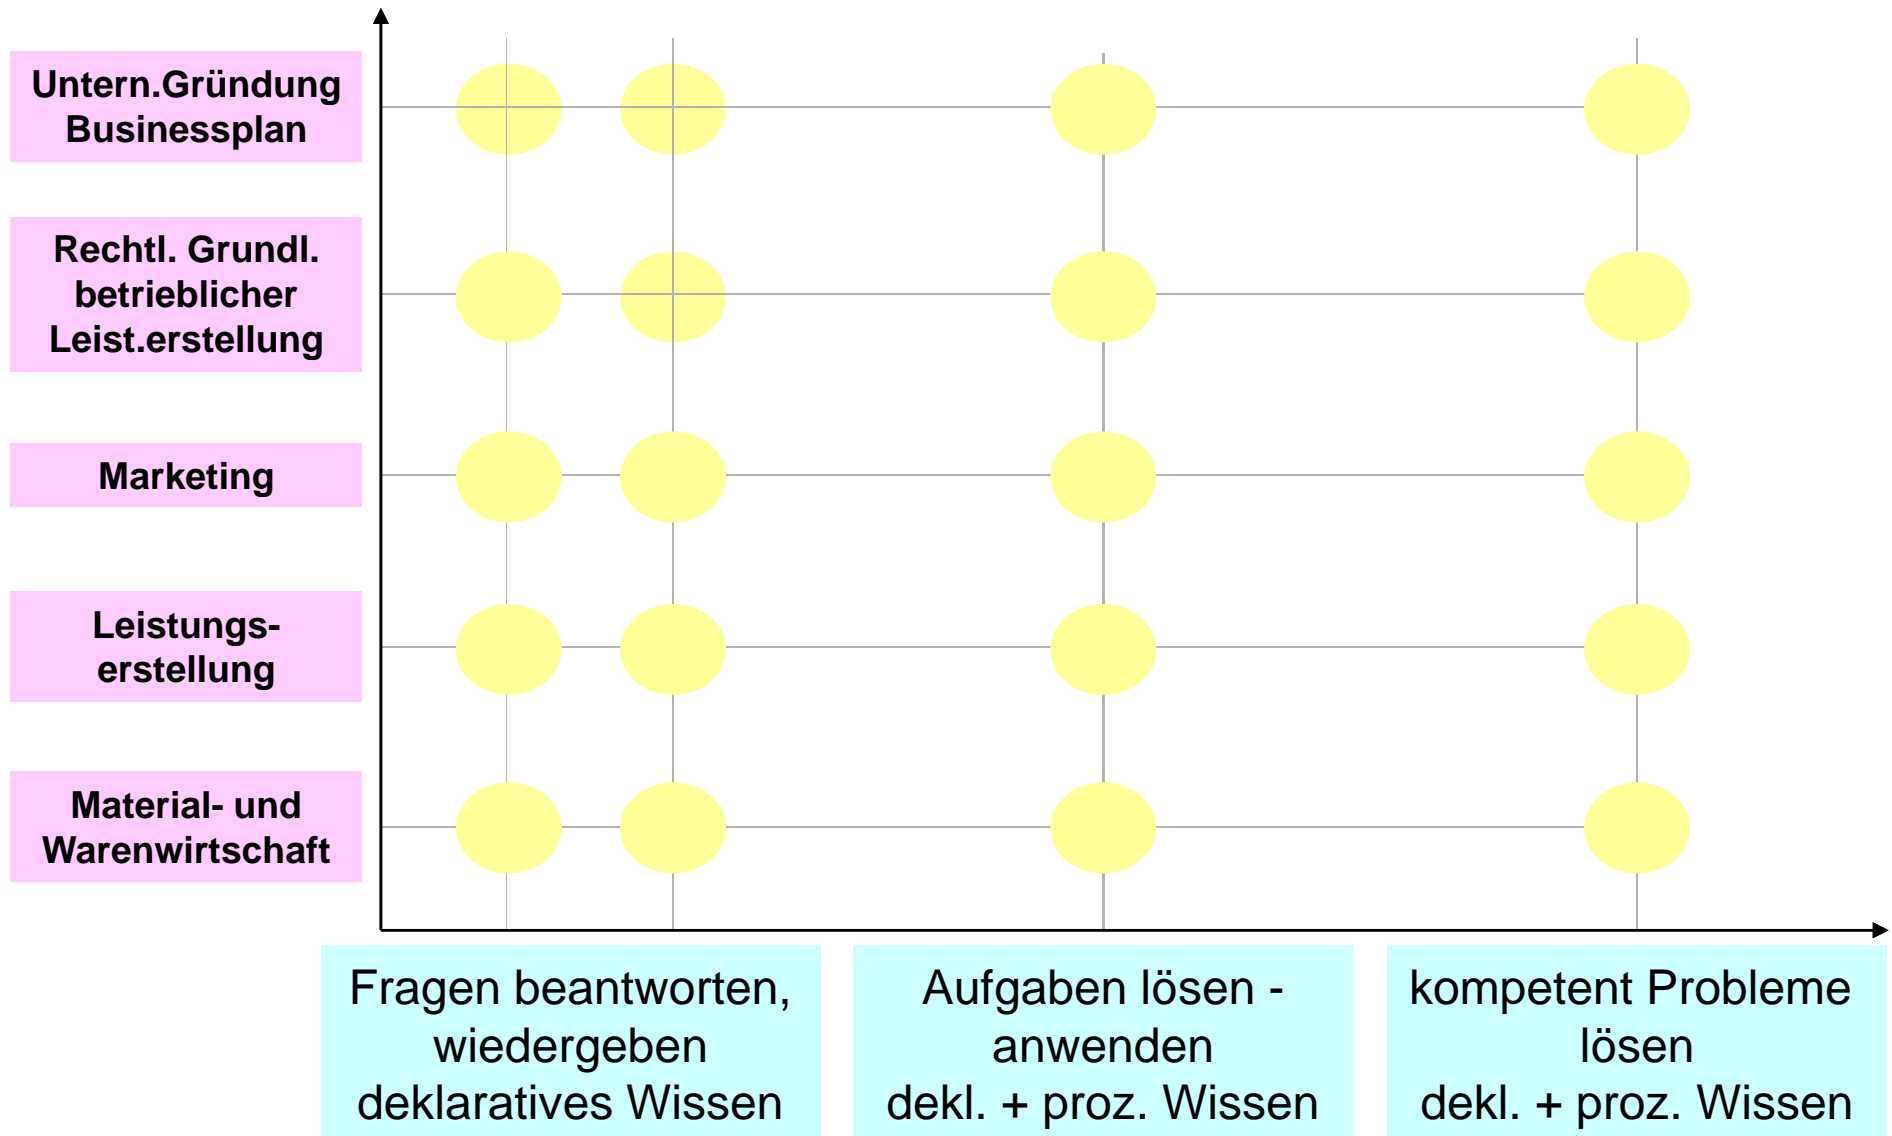 Untern.Gründung
Businessplan
Rechtl. Grundl.
betrieblicher
Leist.erstellung
Marketing
Leistungs-
erstellung
Material- und
Warenwirtschaft
Fragen beantworten,
wiedergeben
deklaratives Wissen
Aufgaben lösen -
anwenden
dekl. + proz. Wissen
kompetent Probleme
lösen
dekl. + proz. Wissen